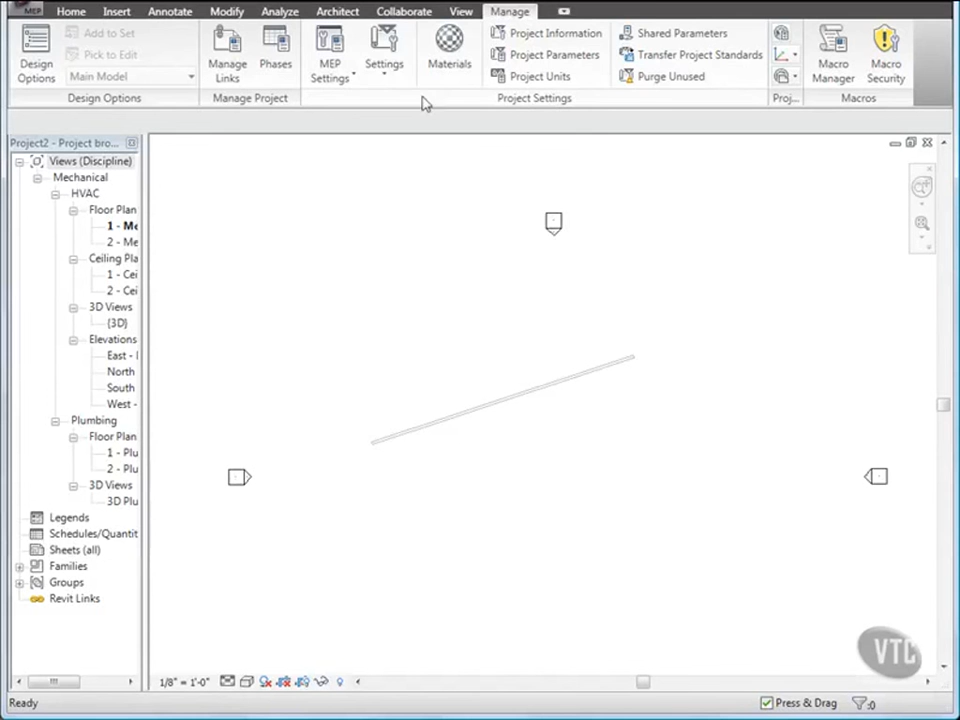 MEP Home Insert Annotate Modify Analyze Architect Collaborate View Manage
Add to Set
Pick to Edit
Main Model
Design
Options
Manage
Links
Phases
MEP
Settings
Settings
Materials
Project Information
Project Parameters
Project Units
Shared Parameters
Transfer Project Standards
Purge Unused
Macro
Manager
Macro
Security
Design Options Manage Project Project Settings Proj... Macros
Project2 - Project bro...
Views (Discipline)
Mechanical
HVAC
Floor Plan
1 - Me
2 - Me
Ceiling Pla
1 - Cei
2 - Cei
3D Views
{3D}
Elevations
East -
North
South
West -
Plumbing
Floor Plan
1 - Plu
2 - Plu
3D Views
3D Plu
Legends
Schedules/Quantit
Sheets (all)
Families
Groups
Revit Links
1/8" = 1'-0"
Ready
Press & Drag
:0
VTC